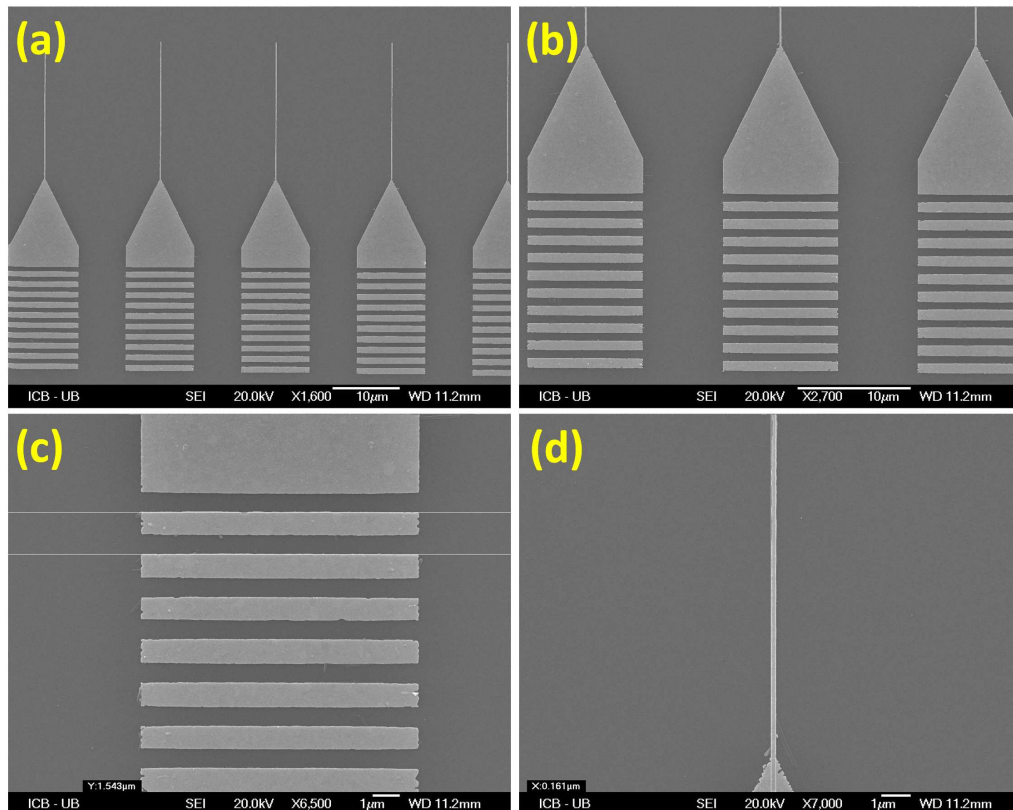 (a)
ICB - UB SEI 20.0kV X1,600 10µm WD 11.2mm
(b)
ICB - UB SEI 20.0kV X2,700 10µm WD 11.2mm
(c)
Y:1.543µm
ICB - UB SEI 20.0kV X6,500 1µm WD 11.2mm
(d)
X:0.161µm
ICB - UB SEI 20.0kV X7,000 1µm WD 11.2mm